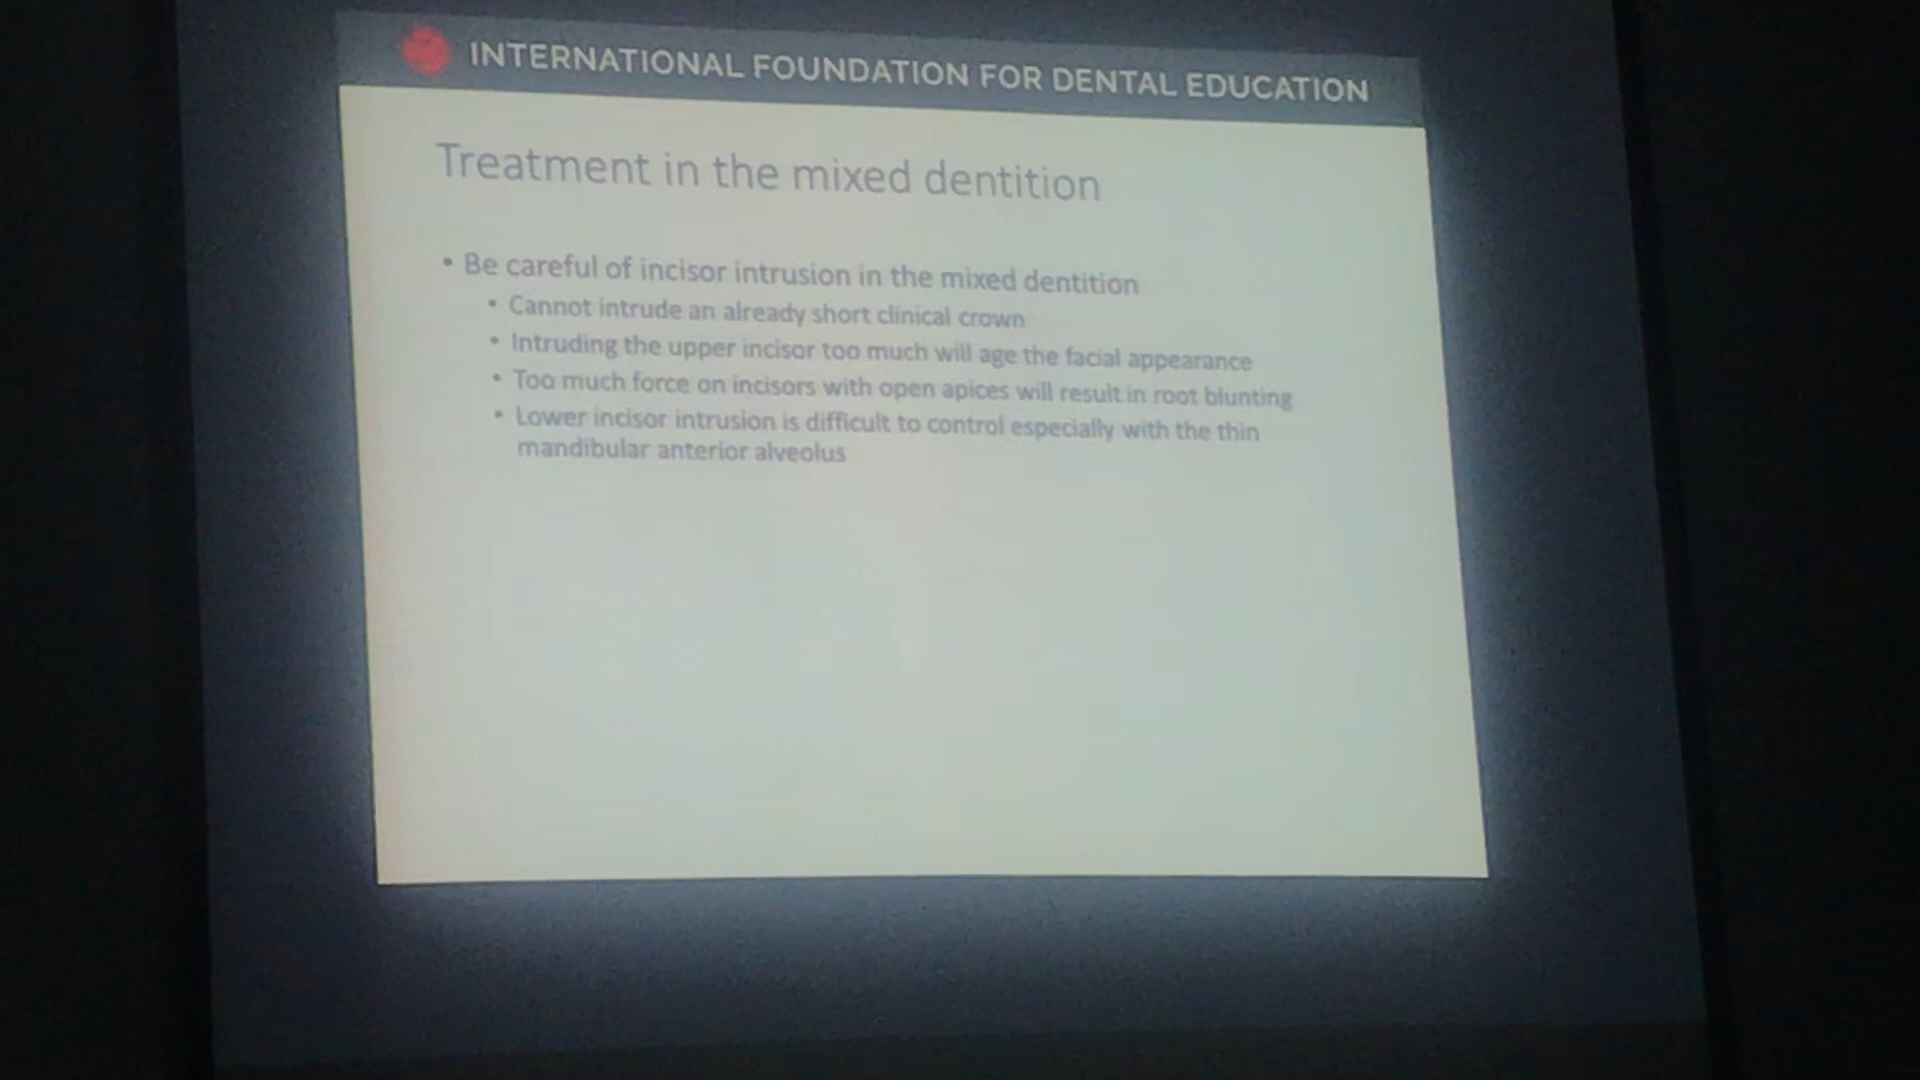 INTERNATIONAL FOUNDATION FOR DENTAL EDUCATION
Treatment in the mixed dentition
• Be careful of incisor intrusion in the mixed dentition
• Cannot intrude an already short clinical crown
• Intruding the upper incisor too much will age the facial appearance
• Too much force on incisors with open apices will result in root blunting
• Lower incisor intrusion is difficult to control especially with the thin
mandibular anterior alveolus